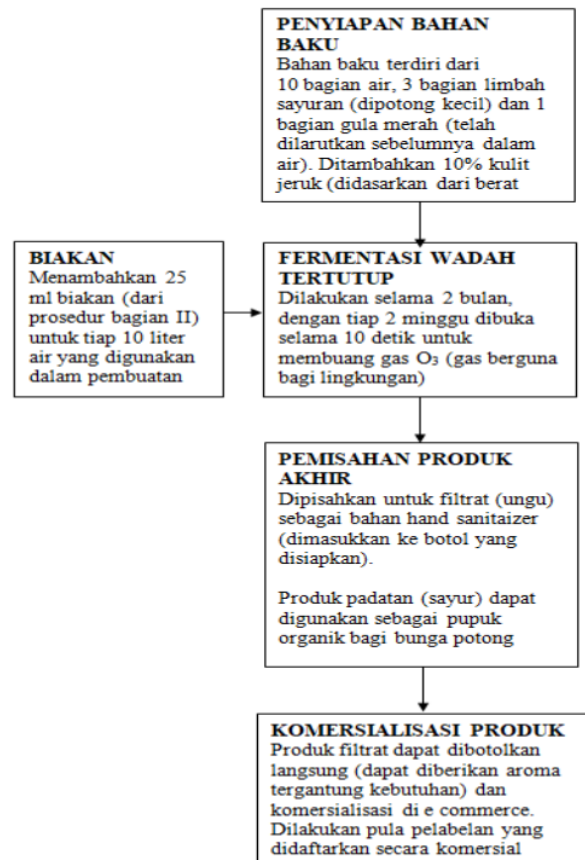 PENYIAPAN BAHAN
BAKU
Bahan baku terdiri dari
10 bagian air, 3 bagian limbah
sayuran (dipotong kecil) dan 1
bagian gula merah (telah
dilarutkan sebelumnya dalam
air). Ditambahkan 10% kulit
jeruk (didasarkan dari berat
BIAKAN
Menambahkan 25
ml biakan (dari
prosedur bagian II)
untuk tiap 10 liter
air yang digunakan
dalam pembuatan
FERMENTASI WADAH
TERTUTUP
Dilakukan selama 2 bulan,
dengan tiap 2 minggu dibuka
selama 10 detik untuk
membuang gas O₃ (gas berguna
bagi lingkungan)
PEMISAHAN PRODUK
AKHIR
Dipisahkan untuk filtrat (ungu)
sebagai bahan hand sanitaizer
(dimasukkan ke botol yang
disiapkan).
Produk padatan (sayur) dapat
digunakan sebagai pupuk
organik bagi bunga potong
KOMERSIALISASI PRODUK
Produk filtrat dapat dibotolkan
langsung (dapat diberikan aroma
tergantung kebutuhan) dan
komersialisasi di e commerce.
Dilakukan pula pelabelan yang
didaftarkan secara komersial